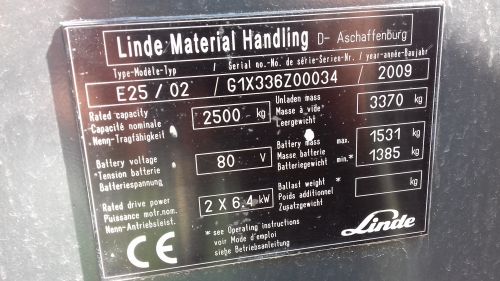 Linde Material Handling D- Aschaffenburg
Type-Modèle-Typ / Serial no.-No. de série-Serien-Nr. / year-année-Baujahr
E25 / 02 / G1X336Z00034 / 2009
Rated capacity
Capacité nominale
Nenn-Tragfähigkeit
2500 kg
Unladen mass
Masse à vide
Leergewicht
3370 kg
Battery voltage
Tension batterie
Batteriespannung
80 V
Battery mass max.
Masse batterie
Batteriegewicht min.*
1531 kg
1385 kg
Rated drive power
Puissance motr.nom.
Nenn-Antriebsleist.
2 X 6.4 kW
Ballast weight *
Poids additionnel
Zusatzgewicht
kg
CE
* see Operating instructions
voir Mode d'emploi
siehe Betriebsanleitung
Linde